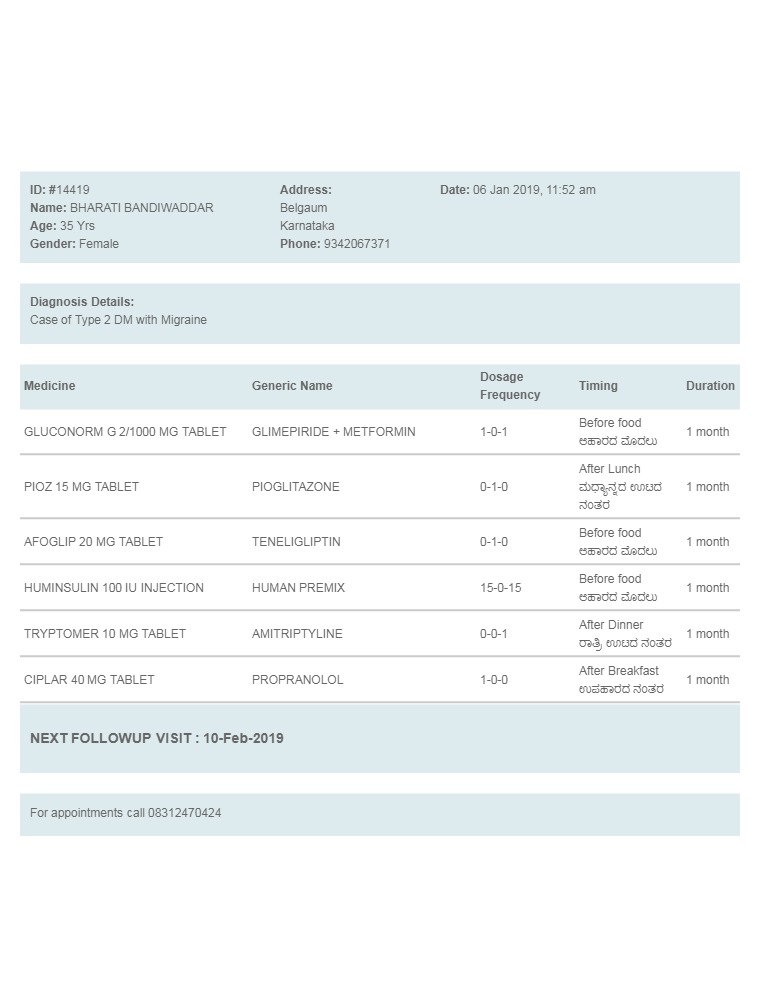 ID: #14419
Name: BHARATI BANDIWADDAR
Age: 35 Yrs
Gender: Female
Address:
Belgaum
Karnataka
Phone: 9342067371
Date: 06 Jan 2019, 11:52 am
Diagnosis Details:
Case of Type 2 DM with Migraine
Medicine Generic Name Dosage Frequency Timing Duration
GLUCONORM G 2/1000 MG TABLET GLIMEPIRIDE + METFORMIN 1-0-1 Before food 1 month
ಆಹಾರದ ಮೊದಲು
PIOZ 15 MG TABLET PIOGLITAZONE 0-1-0 After Lunch 1 month
ಮಧ್ಯಾನ್ನದ ಊಟದ
ನಂತರ
AFOGLIP 20 MG TABLET TENELIGLIPTIN 0-1-0 Before food 1 month
ಆಹಾರದ ಮೊದಲು
HUMINSULIN 100 IU INJECTION HUMAN PREMIX 15-0-15 Before food 1 month
ಆಹಾರದ ಮೊದಲು
TRYPTOMER 10 MG TABLET AMITRIPTYLINE 0-0-1 After Dinner 1 month
ರಾತ್ರಿ ಊಟದ ನಂತರ
CIPLAR 40 MG TABLET PROPRANOLOL 1-0-0 After Breakfast 1 month
ಉಪಹಾರದ ನಂತರ
NEXT FOLLOWUP VISIT : 10-Feb-2019
For appointments call 08312470424